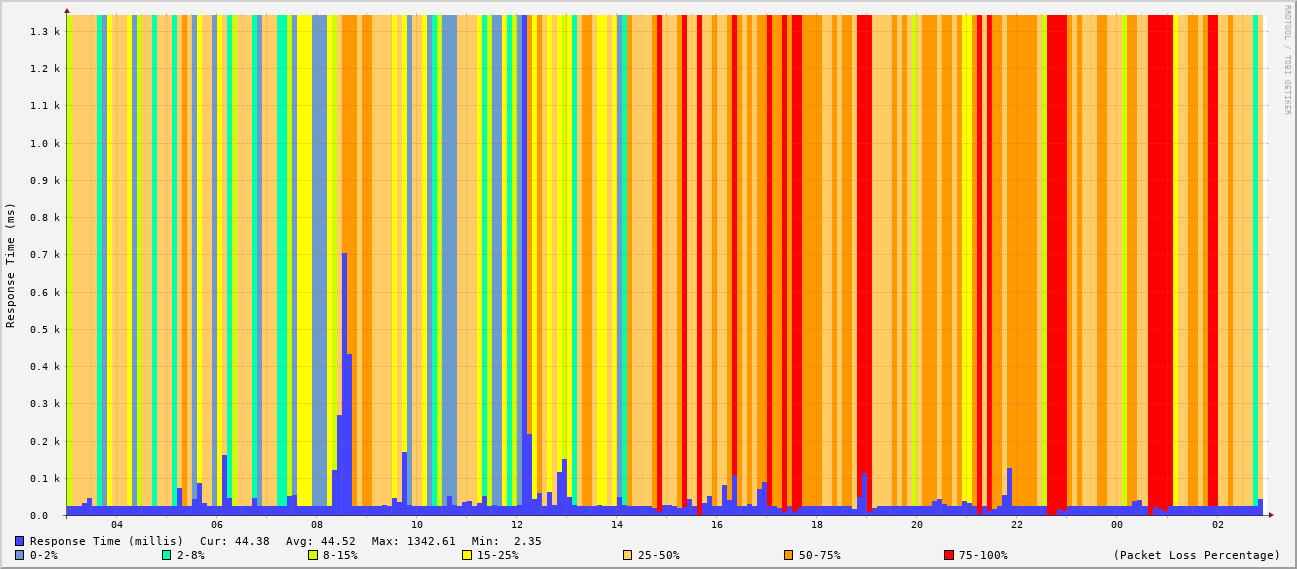 RRDTOOL / TOBI OETIKER
Response Time (ms)
1.3 k
1.2 k
1.1 k
1.0 k
0.9 k
0.8 k
0.7 k
0.6 k
0.5 k
0.4 k
0.3 k
0.2 k
0.1 k
0.0
04 06 08 10 12 14 16 18 20 22 00 02
Response Time (millis) Cur: 44.38 Avg: 44.52 Max: 1342.61 Min: 2.35
0-2% 2-8% 8-15% 15-25% 25-50% 50-75% 75-100% (Packet Loss Percentage)